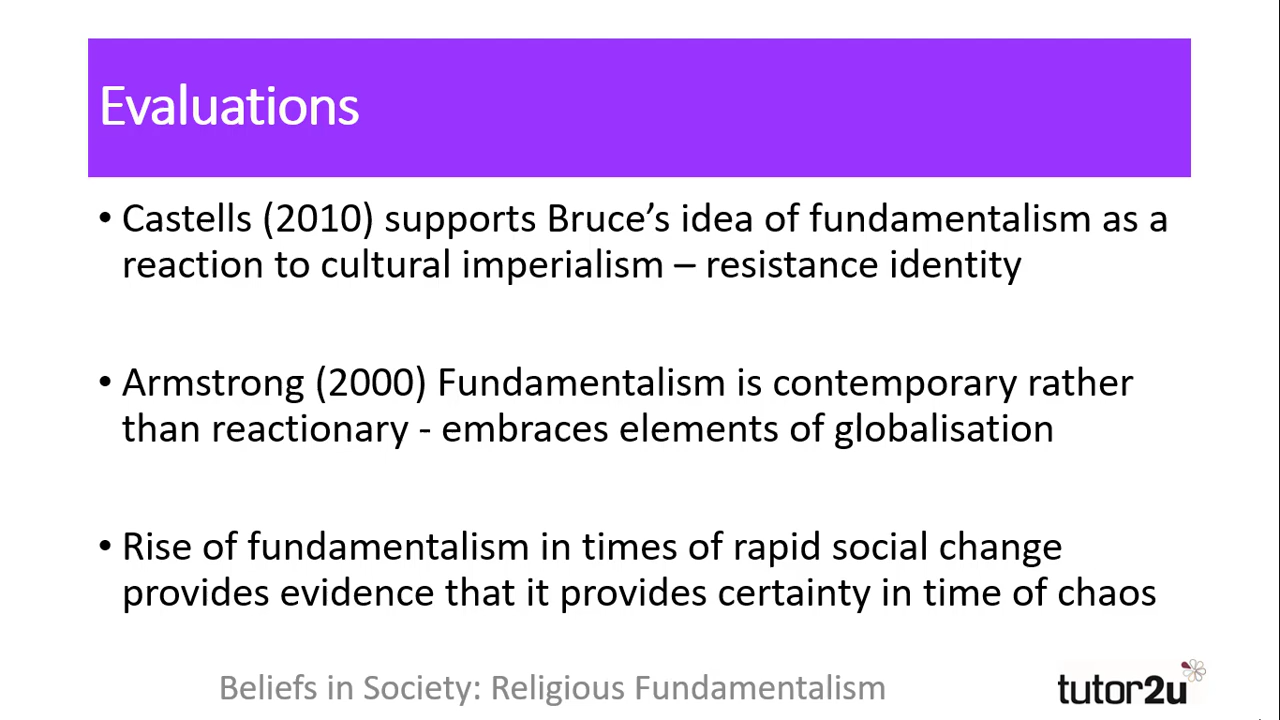 Evaluations
• Castells (2010) supports Bruce’s idea of fundamentalism as a
reaction to cultural imperialism – resistance identity
• Armstrong (2000) Fundamentalism is contemporary rather
than reactionary - embraces elements of globalisation
• Rise of fundamentalism in times of rapid social change
provides evidence that it provides certainty in time of chaos
Beliefs in Society: Religious Fundamentalism
tutor2u